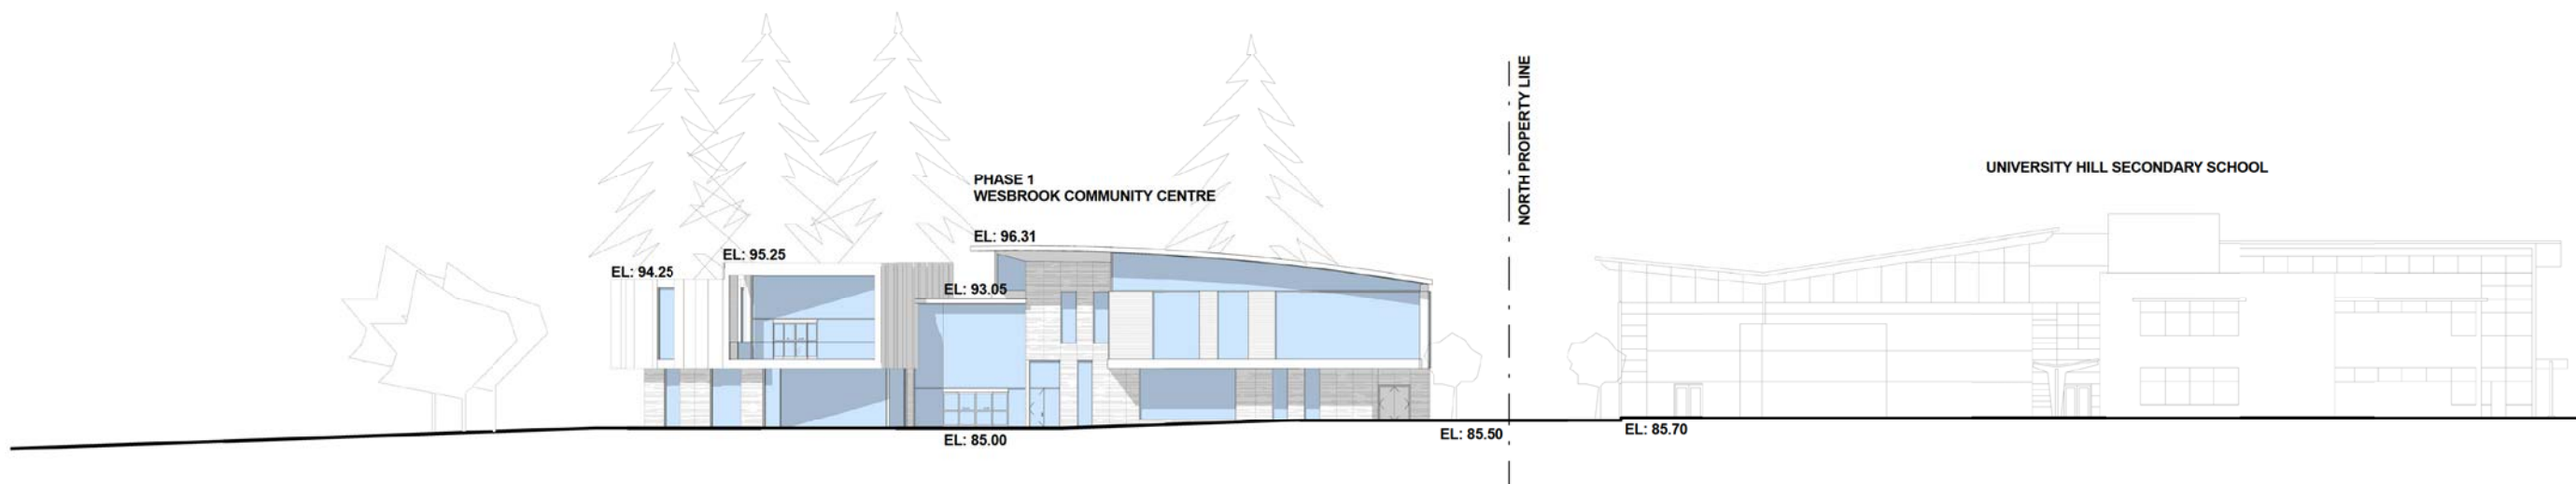 PHASE 1
WESBROOK COMMUNITY CENTRE
NORTH PROPERTY LINE
UNIVERSITY HILL SECONDARY SCHOOL
EL: 96.31
EL: 95.25
EL: 94.25
EL: 93.05
EL: 85.00
EL: 85.50
EL: 85.70